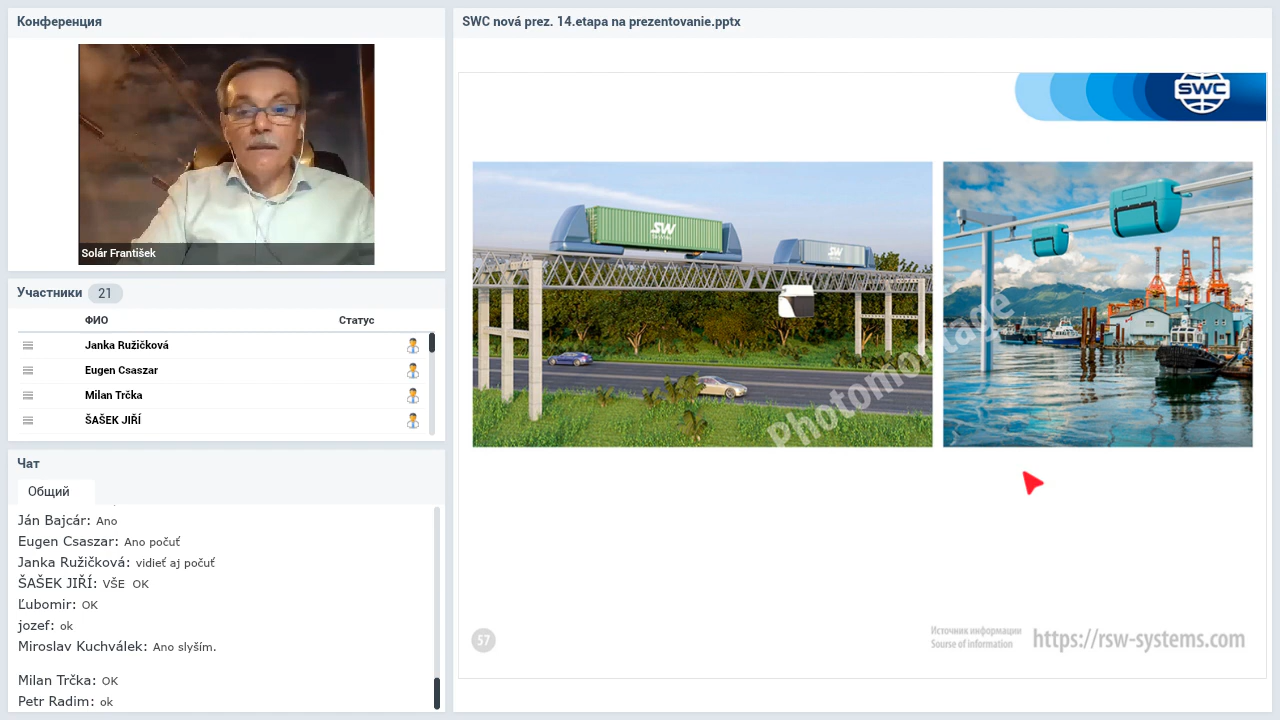 Конференция
Solár František
Участники 21
ФИО Статус
Janka Ružičková
Eugen Csaszar
Milan Trčka
ŠAŠEK JIŘÍ
Чат
Общий
Ján Bajcár: Ano
Eugen Csaszar: Ano počuť
Janka Ružičková: vidieť aj počuť
ŠAŠEK JIŘÍ: VŠE OK
Ľubomir: OK
jozef: ok
Miroslav Kuchválek: Ano slyším.
Milan Trčka: OK
Petr Radim: ok
SWC nová prez. 14.etapa na prezentovanie.pptx
SWC
SW
SW
Photomontage
57
Источник информации
Sourse of information
https://rsw-systems.com